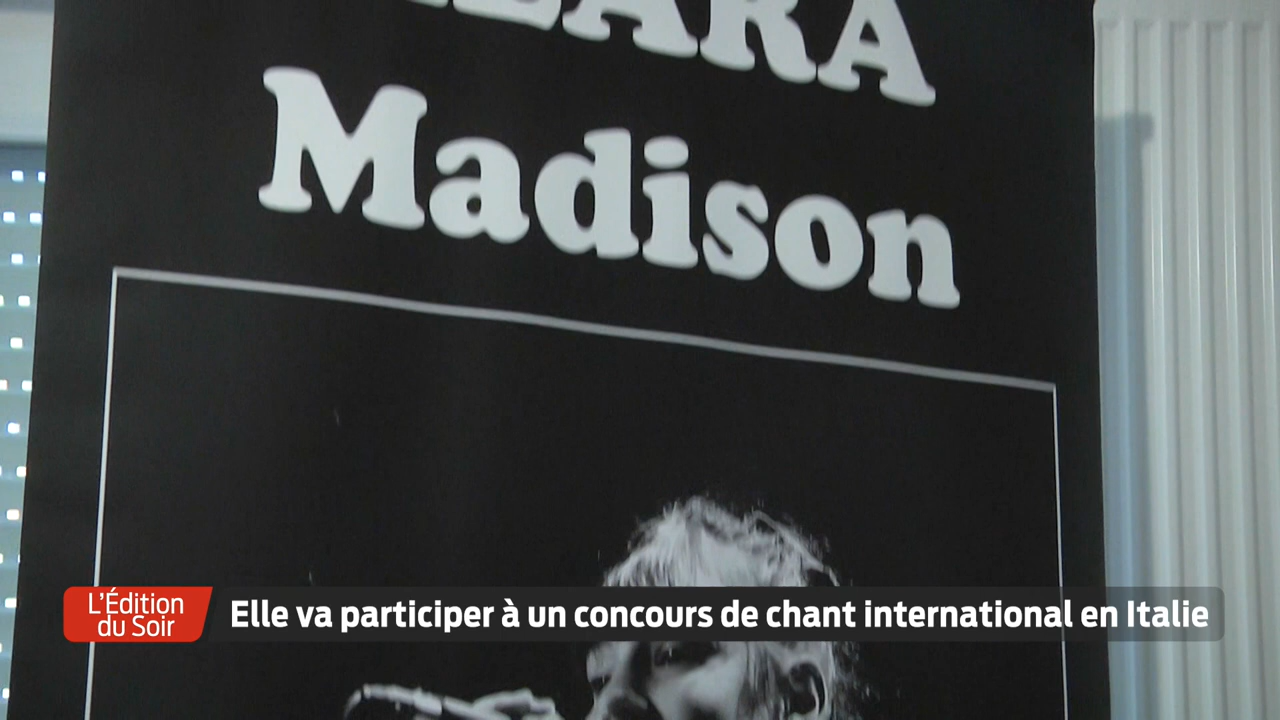 Madison
L'Édition
du Soir
Elle va participer à un concours de chant international en Italie